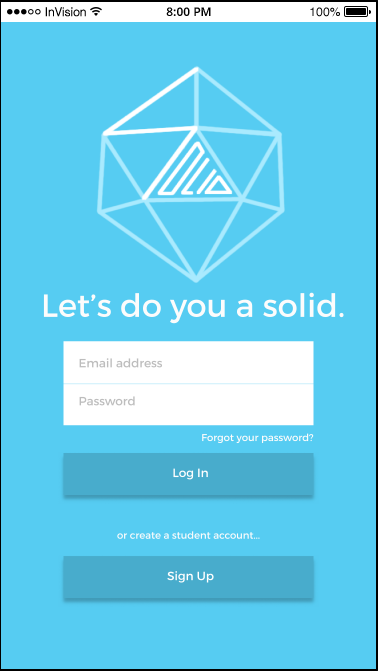 InVision 8:00 PM 100%
Let's do you a solid.
Email address
Password
Forgot your password?
Log In
or create a student account...
Sign Up